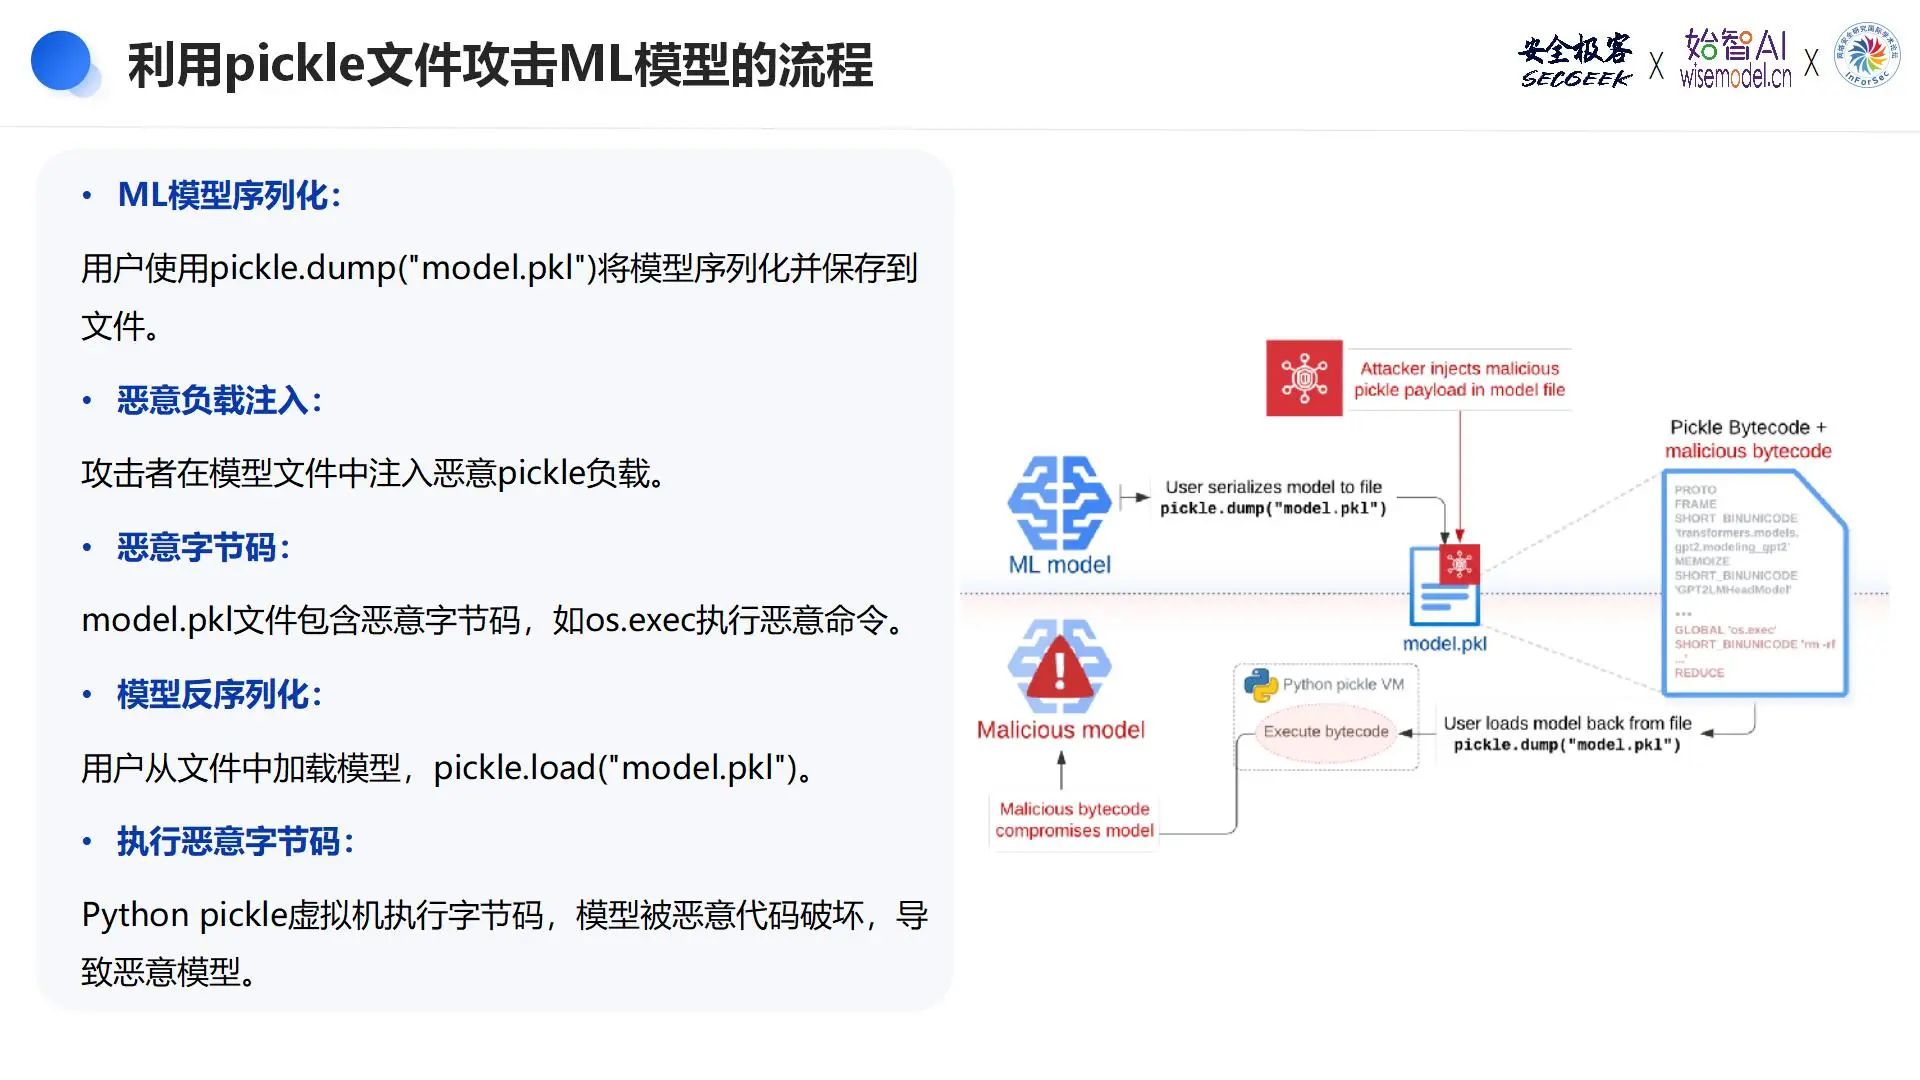 利用pickle文件攻击ML模型的流程
安全极客
SECGEEK
X
始智AI
wisemodel.cn
X
InForSec
• ML模型序列化：
用户使用pickle.dump("model.pkl")将模型序列化并保存到
文件。
• 恶意负载注入：
攻击者在模型文件中注入恶意pickle负载。
• 恶意字节码：
model.pkl文件包含恶意字节码，如os.exec执行恶意命令。
• 模型反序列化：
用户从文件中加载模型，pickle.load("model.pkl")。
• 执行恶意字节码：
Python pickle虚拟机执行字节码，模型被恶意代码破坏，导
致恶意模型。
Attacker injects malicious
pickle payload in model file
Pickle Bytecode +
malicious bytecode
User serializes model to file
pickle.dump("model.pkl")
ML model
PROTO
FRAME
SHORT_BINUNICODE
'transformers.models.
gpt2.modeling_gpt2'
MEMOIZE
SHORT_BINUNICODE
'GPT2LMHeadModel'
...
GLOBAL 'os.exec'
SHORT_BINUNICODE 'rm -rf
...'
REDUCE
model.pkl
Python pickle VM
Execute bytecode
User loads model back from file
pickle.dump("model.pkl")
Malicious model
Malicious bytecode
compromises model